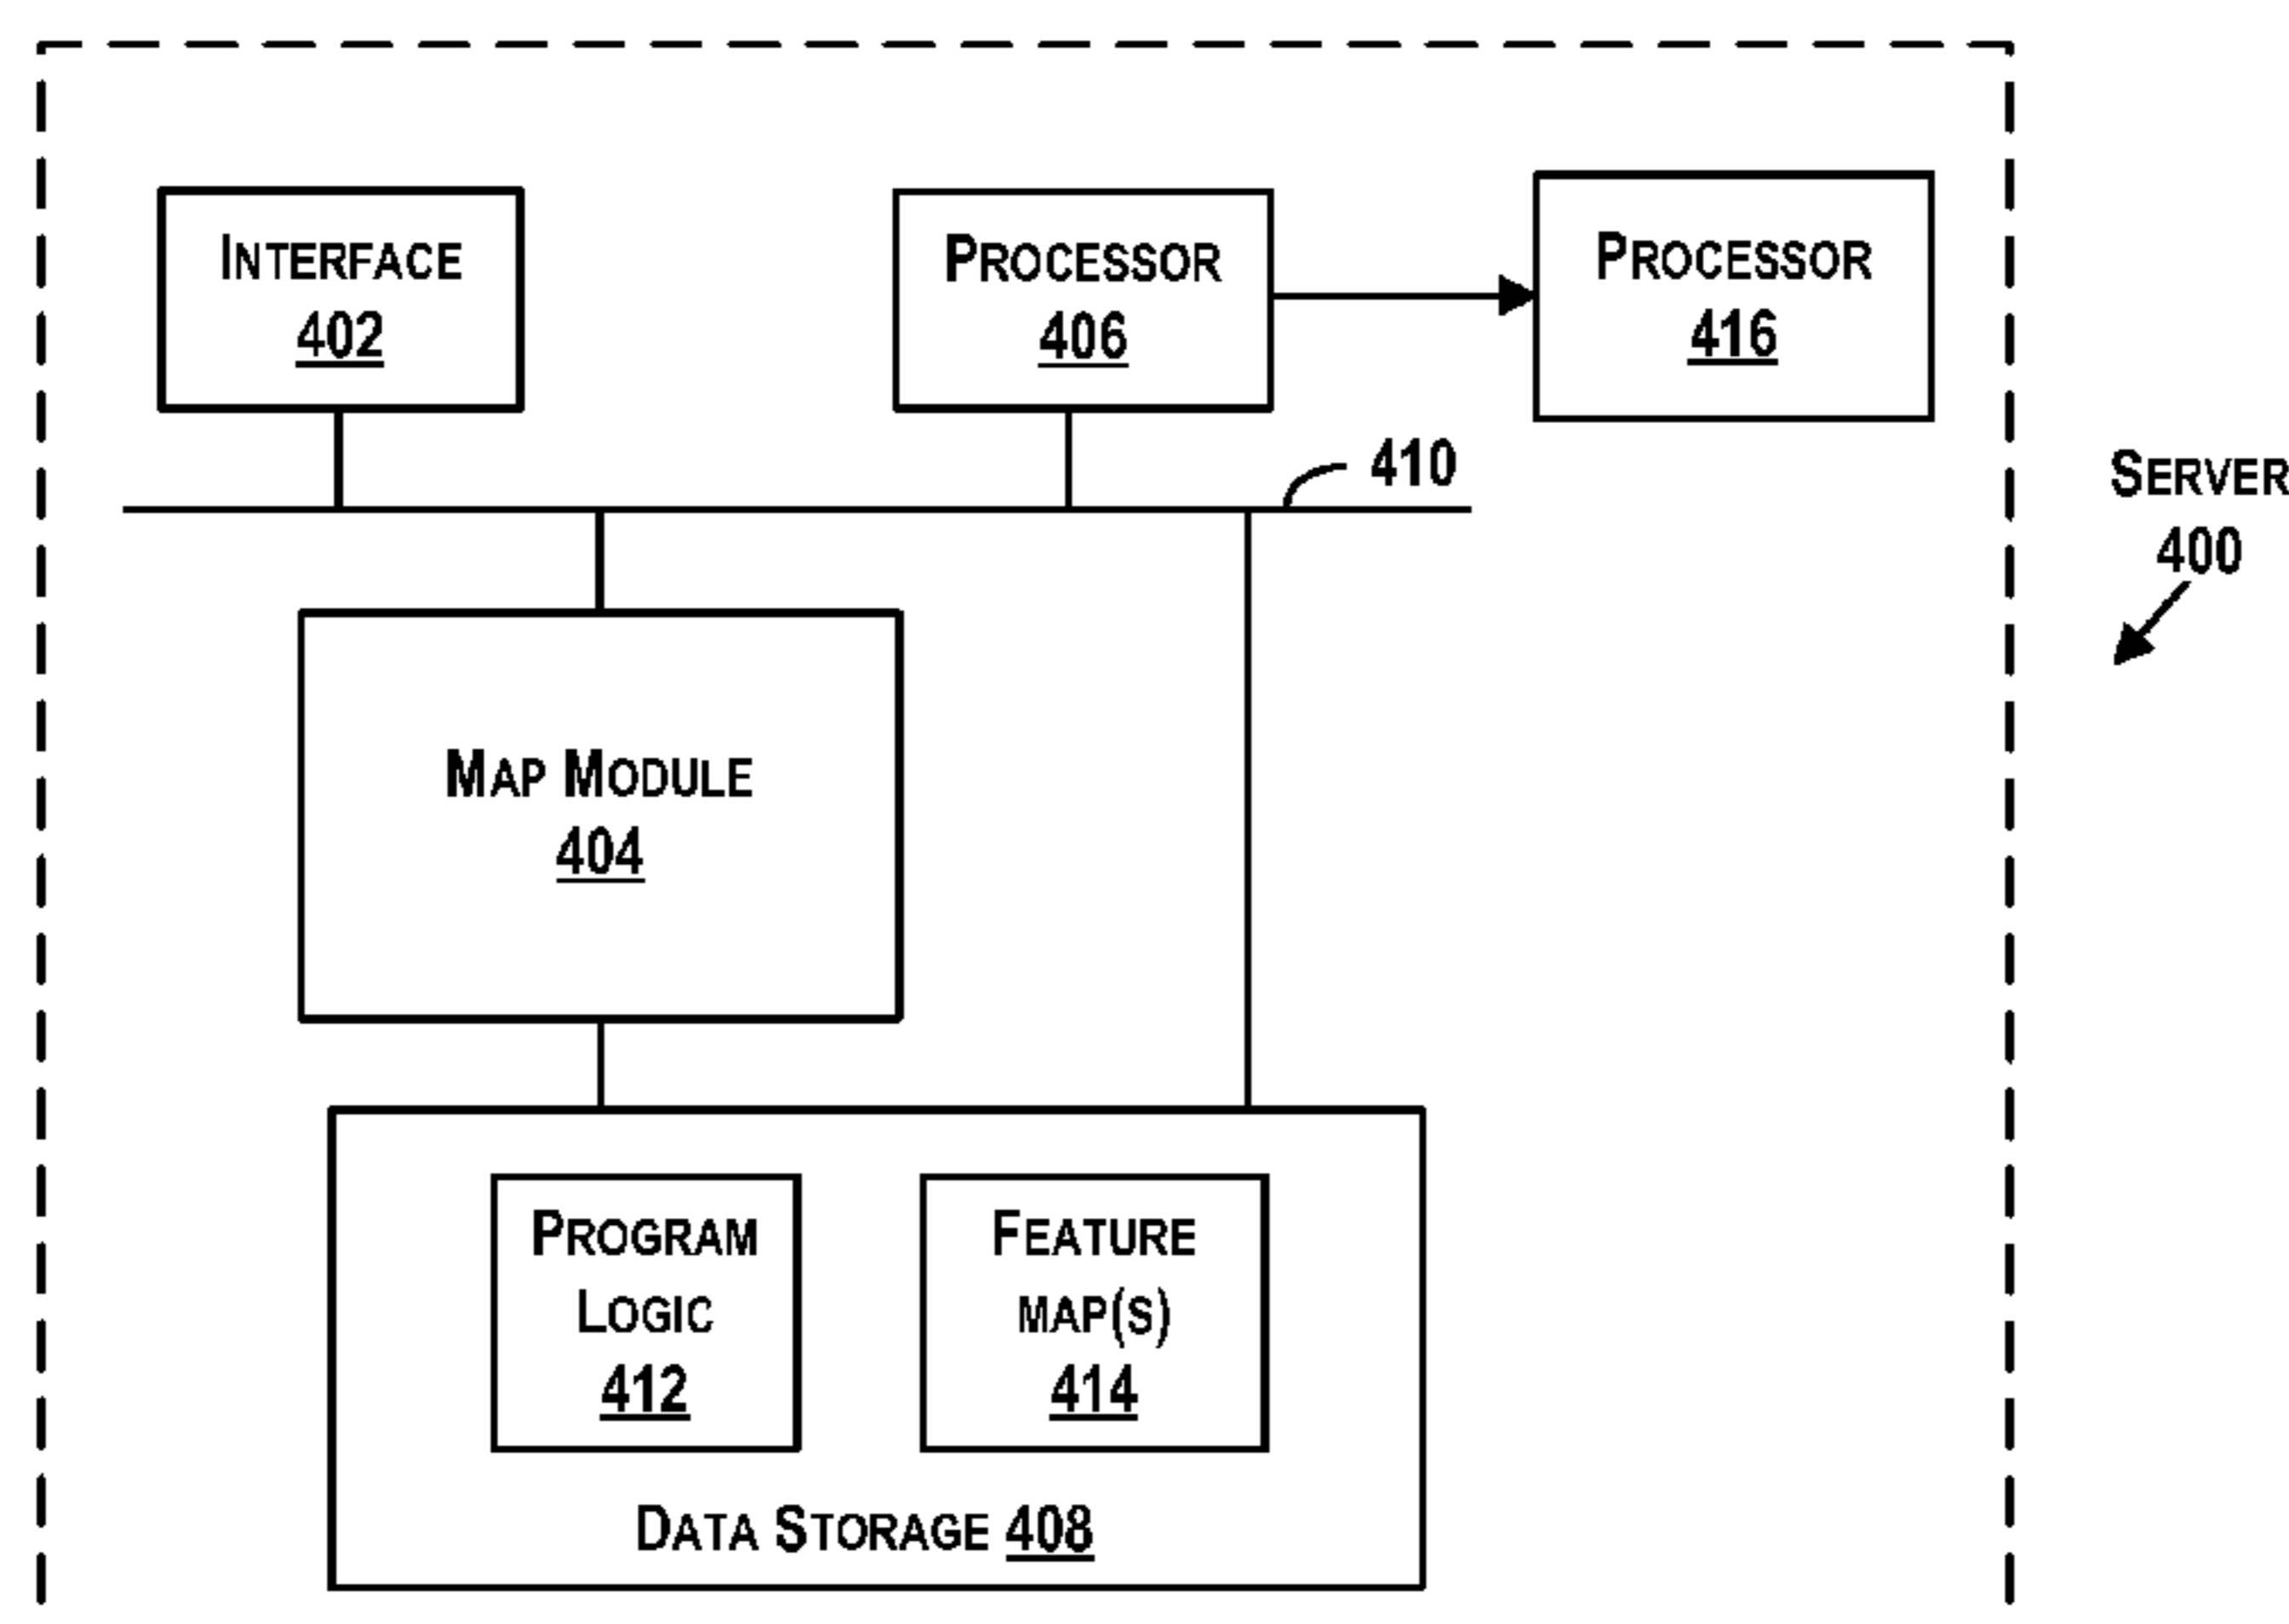 INTERFACE
402
PROCESSOR
406
PROCESSOR
416
410
SERVER
400
MAP MODULE
404
PROGRAM
LOGIC
412
FEATURE
MAP(S)
414
DATA STORAGE 408